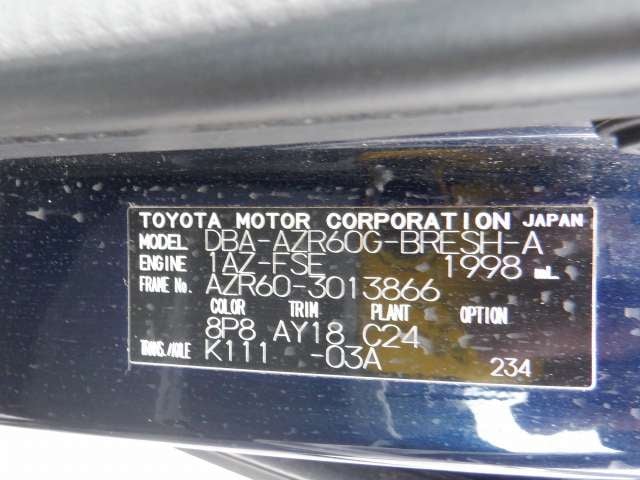 TOYOTA MOTOR CORPORATION JAPAN
MODEL DBA-AZR60G-BRESH-A
ENGINE 1AZ-FSE 1998 mL
FRAME No. AZR60-3013866
COLOR TRIM PLANT OPTION
8P8 AY18 C24
TRANS./AXLE K111 -03A 234